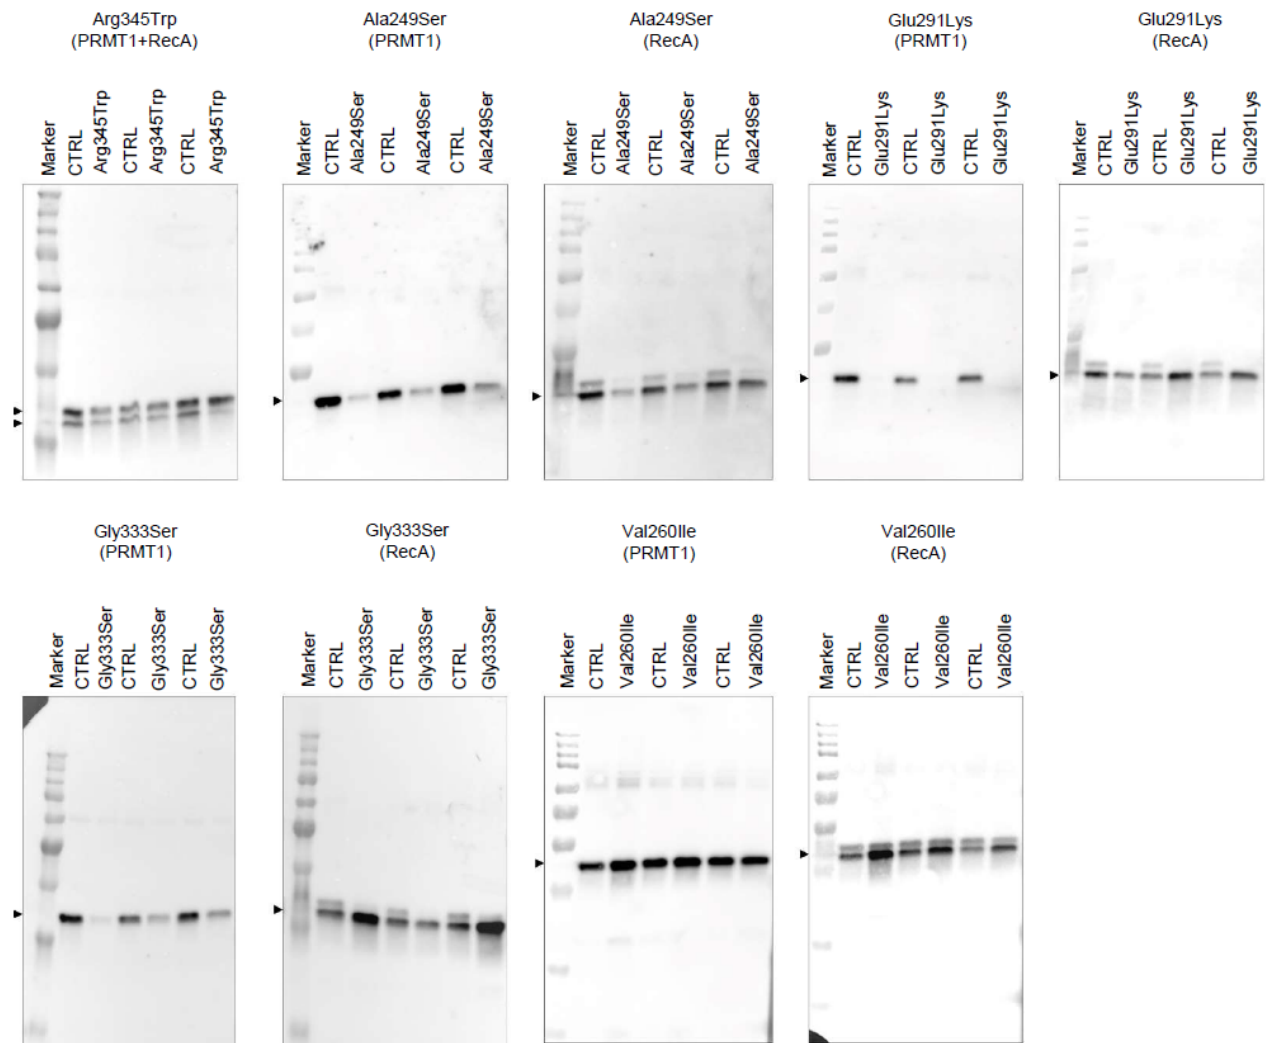 Arg345Trp
(PRMT1+RecA)
Ala249Ser
(PRMT1)
Ala249Ser
(RecA)
Glu291Lys
(PRMT1)
Glu291Lys
(RecA)
Marker
CTRL
Arg345Trp
CTRL
Arg345Trp
CTRL
Arg345Trp
Marker
CTRL
Ala249Ser
CTRL
Ala249Ser
CTRL
Ala249Ser
Marker
CTRL
Ala249Ser
CTRL
Ala249Ser
CTRL
Ala249Ser
Marker
CTRL
Glu291Lys
CTRL
Glu291Lys
CTRL
Glu291Lys
Marker
CTRL
Glu291Lys
CTRL
Glu291Lys
CTRL
Glu291Lys
Gly333Ser
(PRMT1)
Gly333Ser
(RecA)
Val260Ile
(PRMT1)
Val260Ile
(RecA)
Marker
CTRL
Gly333Ser
CTRL
Gly333Ser
CTRL
Gly333Ser
Marker
CTRL
Gly333Ser
CTRL
Gly333Ser
CTRL
Gly333Ser
Marker
CTRL
Val260Ile
CTRL
Val260Ile
CTRL
Val260Ile
Marker
CTRL
Val260Ile
CTRL
Val260Ile
CTRL
Val260Ile